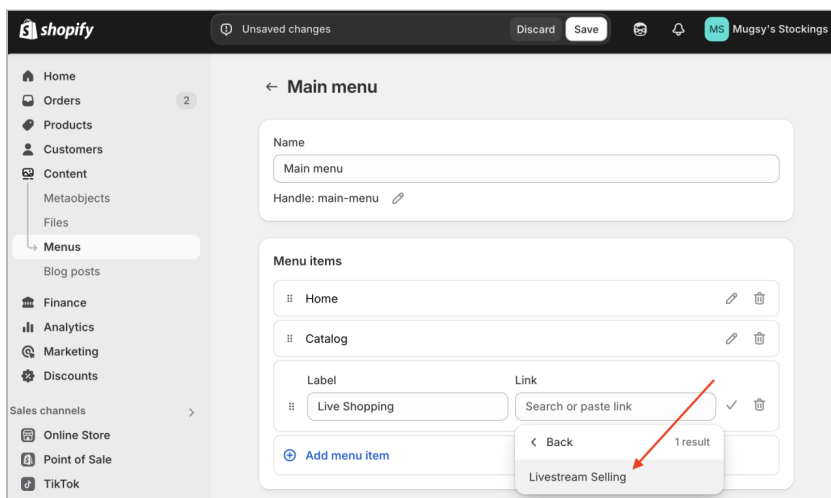 shopify
Unsaved changes
Discard
Save
MS
Mugsy's Stockings
Home
Orders
2
Products
Customers
Content
Metaobjects
Files
Menus
Blog posts
Finance
Analytics
Marketing
Discounts
Sales channels
Online Store
Point of Sale
TikTok
Main menu
Name
Main menu
Handle: main-menu
Menu items
Home
Catalog
Label
Link
Live Shopping
Search or paste link
Back
1 result
Livestream Selling
Add menu item